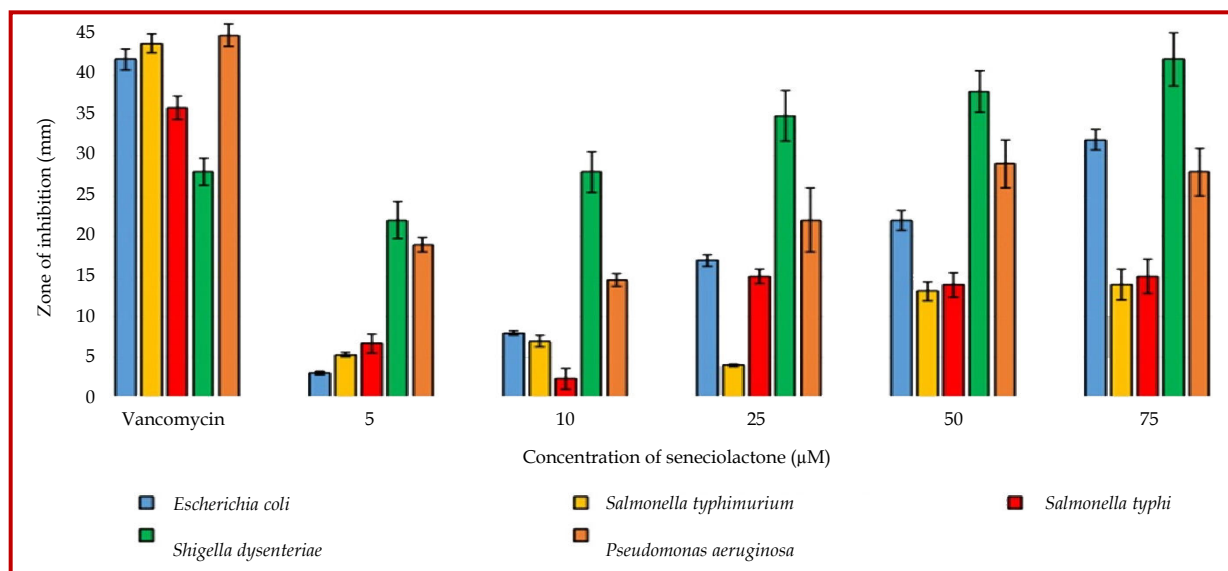 Zone of inhibition (mm)
45
40
35
30
25
20
15
10
5
0
Vancomycin 5 10 25 50 75
Concentration of seneciolactone (µM)
Escherichia coli Salmonella typhimurium Salmonella typhi
Shigella dysenteriae Pseudomonas aeruginosa